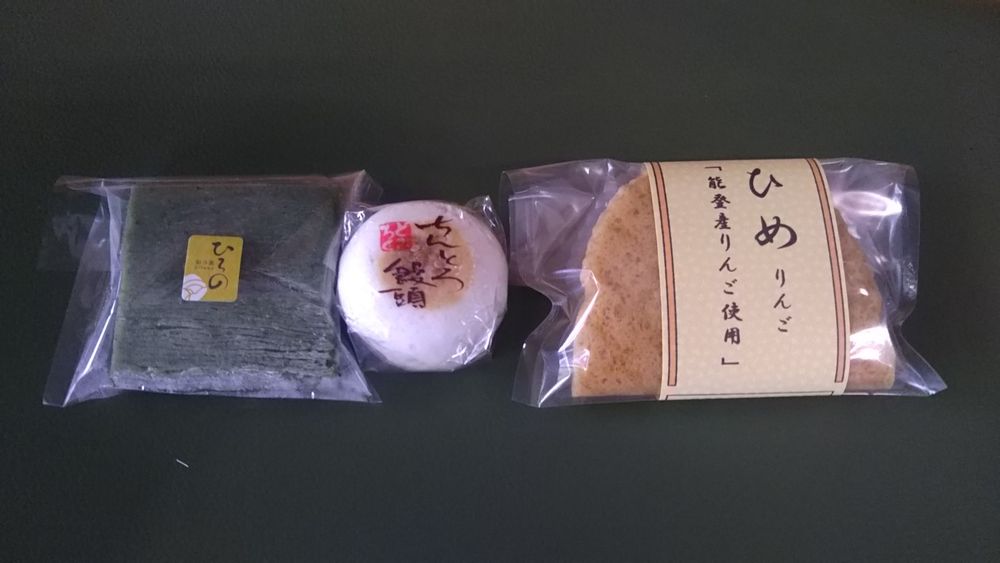 ひろの
ちんとろ
饅頭
ひめ りんご
「能登産りんご使用」